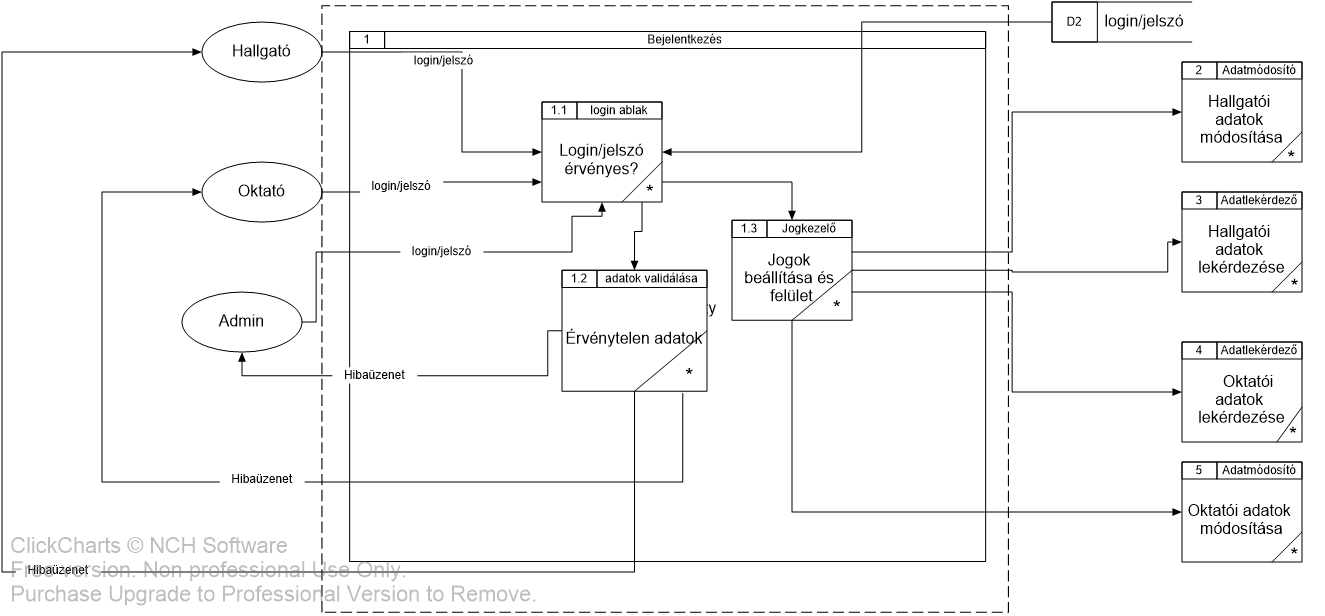 D2
login/jelszó
1
Bejelentkezés
Hallgató
login/jelszó
2
Adatmódosító
Hallgatói
adatok
módosítása
*
1.1
login ablak
Login/jelszó
érvényes?
*
Oktató
login/jelszó
3
Adatlekérdező
Hallgatói
adatok
lekérdezése
*
1.3
Jogkezelő
Jogok
beállítása és
felület
*
login/jelszó
1.2
adatok validálása
y
Érvénytelen adatok
*
Admin
Hibaüzenet
4
Adatlekérdező
Oktatói
adatok
lekérdezése
*
5
Adatmódosító
Oktatói adatok
módosítása
*
Hibaüzenet
ClickCharts © NCH Software
Free version. Non professional Use Only.
Hibaüzenet
Purchase Upgrade to Professional Version to Remove.